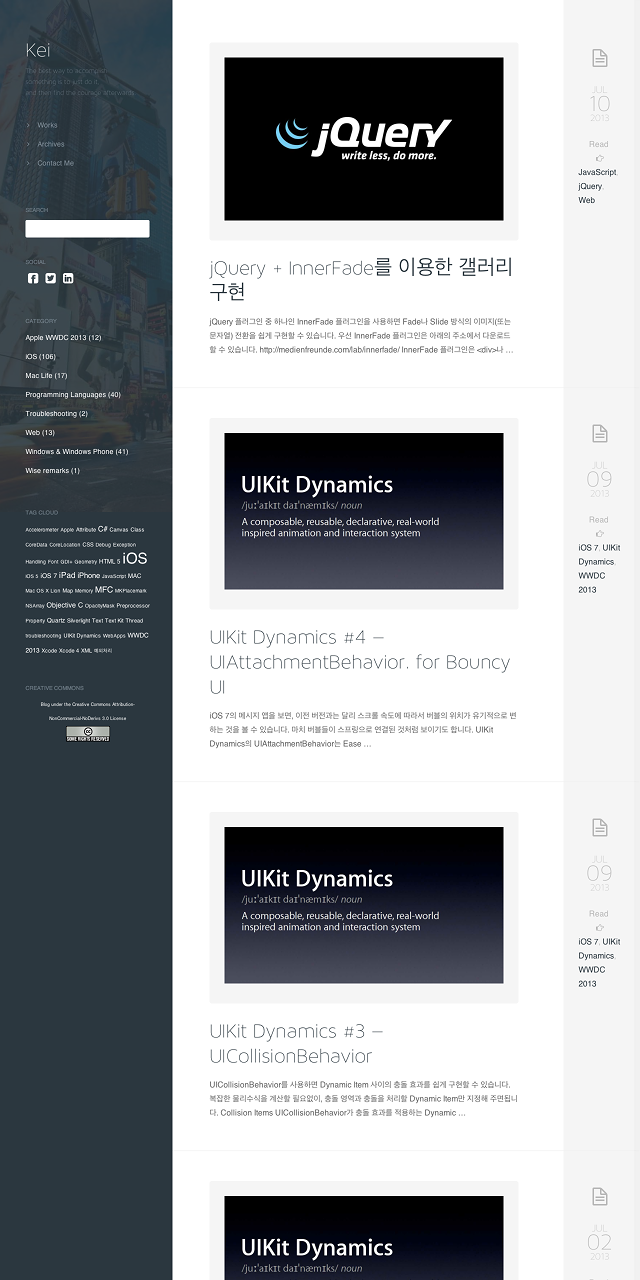 Kei
The best way to accomplish
something is to just do it
and then find the courage afterwards.
Works
Archives
Contact Me
SEARCH
SOCIAL
CATEGORY
Apple WWDC 2013 (12)
iOS (106)
Mac Life (17)
Programming Languages (40)
Troubleshooting (2)
Web (13)
Windows & Windows Phone (41)
Wise remarks (1)
TAG CLOUD
Accelerometer Apple Attribute C# Canvas Class
CoreData CoreLocation CSS Debug Exception
Handling Font GDI+ Geometry HTML 5 iOS
iOS 5 iOS 7 iPad iPhone JavaScript MAC
Mac OS X Lion Map Memory MFC MKPlacemark
NSArray Objective C OpacityMask Preprocessor
Property Quartz Silverlight Text Text Kit Thread
troubleshooting UIKit Dynamics WebApps WWDC
2013 Xcode Xcode 4 XML 예외처리
CREATIVE COMMONS
Blog under the Creative Commons Attribution-
NonCommercial-NoDerivs 3.0 License
SOME RIGHTS RESERVED
jQuery
write less, do more.
jQuery + InnerFade를 이용한 갤러리
구현
jQuery 플러그인 중 하나인 InnerFade 플러그인을 사용하면 Fade나 Slide 방식의 이미지(또는
문자열) 전환을 쉽게 구현할 수 있습니다. 우선 InnerFade 플러그인은 아래의 주소에서 다운로드
할 수 있습니다. http://medienfreunde.com/lab/innerfade/ InnerFade 플러그인은 <div>나 ...
JUL
10
2013
Read
JavaScript,
jQuery,
Web
UIKit Dynamics
/juːˈaɪkɪt daɪˈnæmɪks/ noun
A composable, reusable, declarative, real-world
inspired animation and interaction system
UIKit Dynamics #4 –
UIAttachmentBehavior. for Bouncy
UI
iOS 7의 메시지 앱을 보면, 이전 버전과는 달리 스크롤 속도에 따라서 버블의 위치가 유기적으로 변
하는 것을 볼 수 있습니다. 마치 버블들이 스프링으로 연결된 것처럼 보이기도 합니다. UIKit
Dynamics의 UIAttachmentBehavior는 Ease ...
JUL
09
2013
Read
iOS 7, UIKit
Dynamics,
WWDC
2013
UIKit Dynamics
/juːˈaɪkɪt daɪˈnæmɪks/ noun
A composable, reusable, declarative, real-world
inspired animation and interaction system
UIKit Dynamics #3 –
UICollisionBehavior
UICollisionBehavior를 사용하면 Dynamic Item 사이의 충돌 효과를 쉽게 구현할 수 있습니다.
복잡한 물리수식을 계산할 필요없이, 충돌 영역과 충돌을 처리할 Dynamic Item만 지정해 주면됩니
다. Collision Items UICollisionBehavior가 충돌 효과를 적용하는 Dynamic ...
JUL
09
2013
Read
iOS 7, UIKit
Dynamics,
WWDC
2013
UIKit Dynamics
/juːˈaɪkɪt daɪˈnæmɪks/ noun
JUL
02
2013